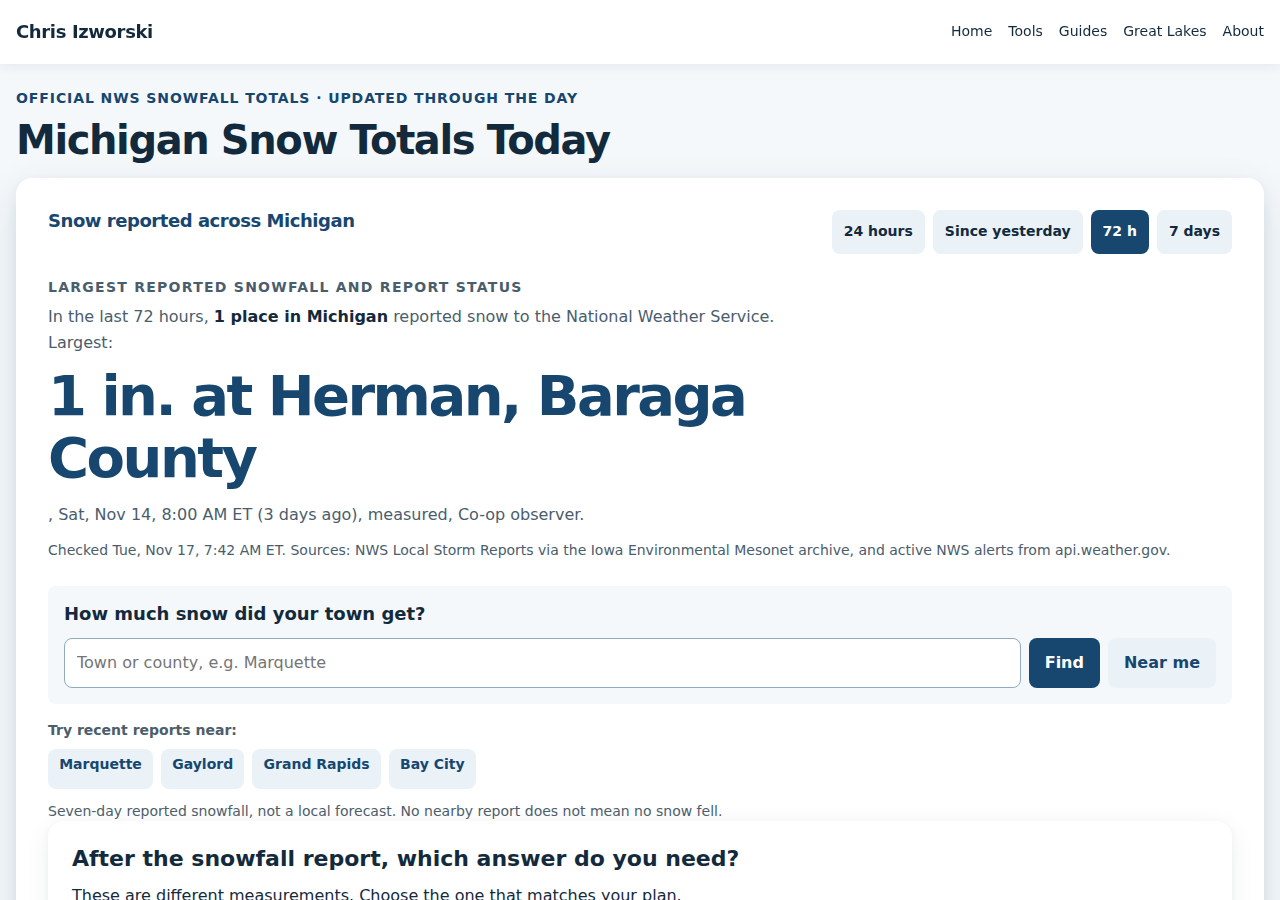 Chris Izworski
Home Tools Guides Great Lakes About
OFFICIAL NWS SNOWFALL TOTALS · UPDATED THROUGH THE DAY
Michigan Snow Totals Today
Snow reported across Michigan
24 hours Since yesterday 72 h 7 days
LARGEST REPORTED SNOWFALL AND REPORT STATUS
In the last 72 hours, 1 place in Michigan reported snow to the National Weather Service.
Largest:
1 in. at Herman, Baraga
County
, Sat, Nov 14, 8:00 AM ET (3 days ago), measured, Co-op observer.
Checked Tue, Nov 17, 7:42 AM ET. Sources: NWS Local Storm Reports via the Iowa Environmental Mesonet archive, and active NWS alerts from api.weather.gov.
How much snow did your town get?
Town or county, e.g. Marquette Find Near me
Try recent reports near:
Marquette Gaylord Grand Rapids Bay City
Seven-day reported snowfall, not a local forecast. No nearby report does not mean no snow fell.
After the snowfall report, which answer do you need?
These are different measurements. Choose the one that matches your plan.